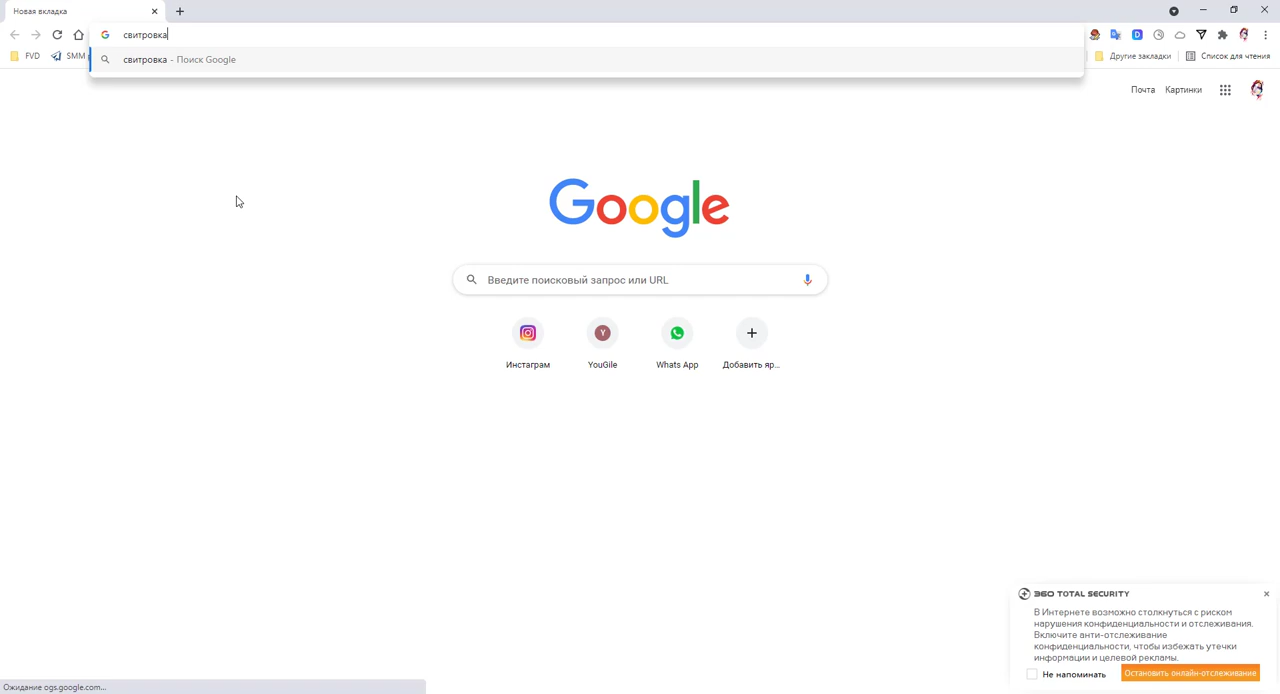 Новая вкладка
свитровка
свитровка - Поиск Google
FVD
SMM
Другие закладки
Список для чтения
Почта
Картинки
Google
Введите поисковый запрос или URL
Инстаграм
Y
YouGile
Whats App
Добавить яр...
360 TOTAL SECURITY
В Интернете возможно столкнуться с риском
нарушения конфиденциальности и отслеживания.
Включите анти-отслеживание
конфиденциальности, чтобы избежать утечки
информации и целевой рекламы.
Не напоминать
Остановить онлайн-отслеживание
Ожидание ogs.google.com...